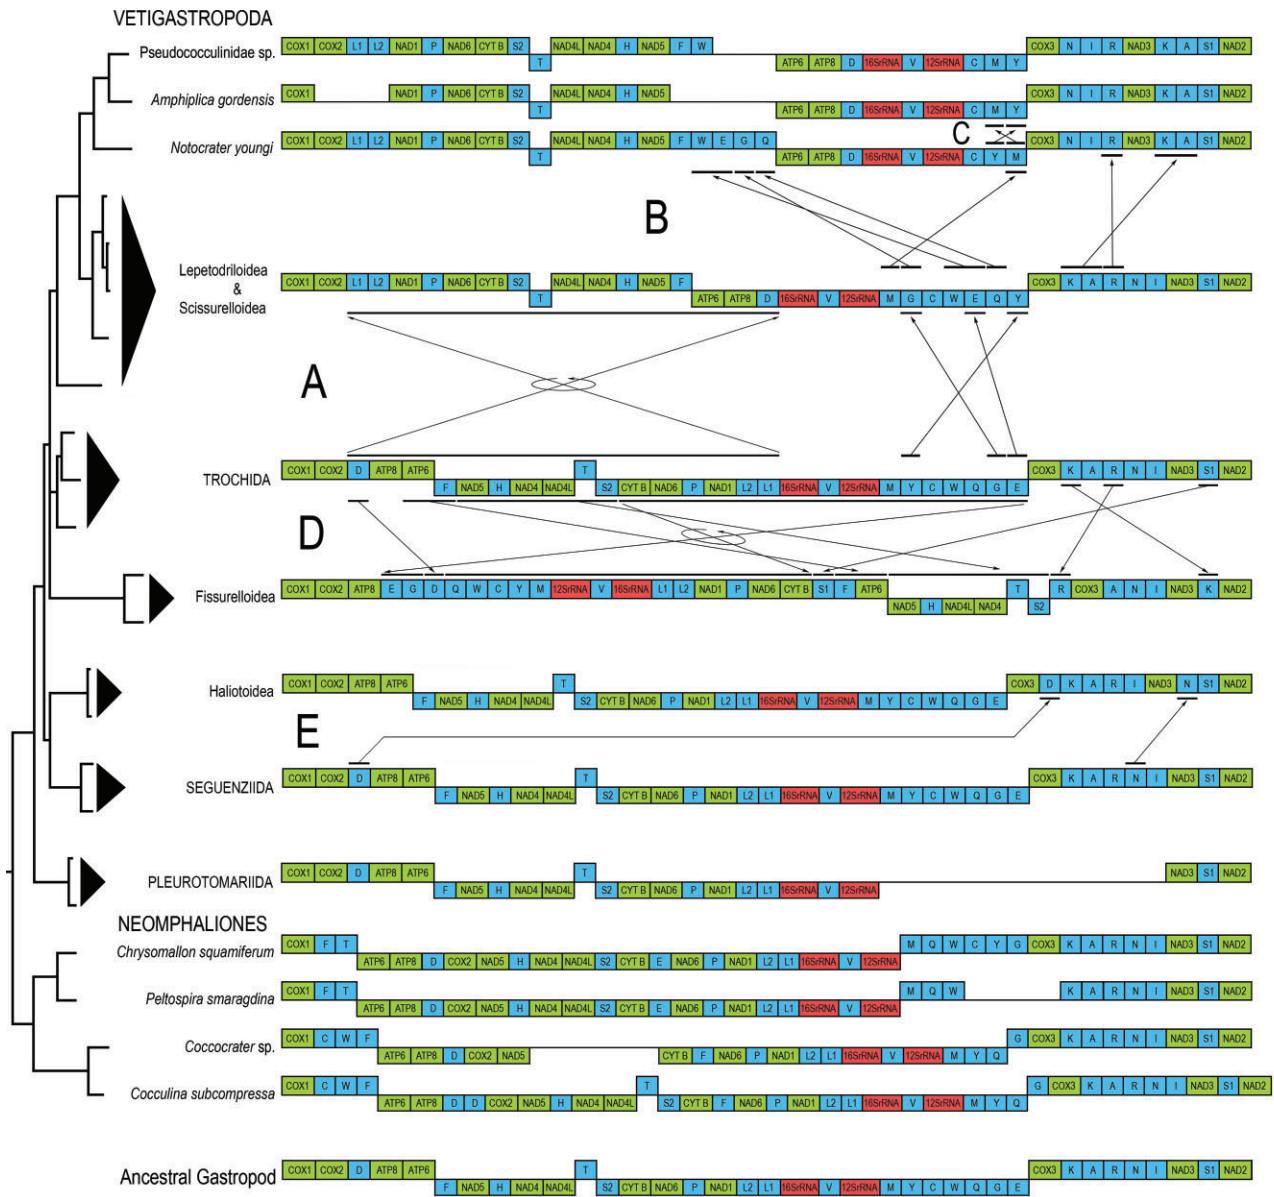 VETIGASTROPODA
COX1 COX2 L1 L2 NAD1 P NAD6 CYT B S2 NAD4L NAD4 H NAD5 F W COX3 N I R NAD3 K A S1 NAD2
Pseudococculinidae sp.
T ATP6 ATP8 D 16SrRNA V 12SrRNA C M Y
COX1 NAD1 P NAD6 CYT B S2 NAD4L NAD4 H NAD5 COX3 N I R NAD3 K A S1 NAD2
Amphiplica gordensis
T ATP6 ATP8 D 16SrRNA V 12SrRNA C M Y
C
COX1 COX2 L1 L2 NAD1 P NAD6 CYT B S2 NAD4L NAD4 H NAD5 F W E G Q COX3 N I R NAD3 K A S1 NAD2
Notocrater youngi
T ATP6 ATP8 D 16SrRNA V 12SrRNA C Y M
B
Lepetodriloidea
&
Scissurelloidea
COX1 COX2 L1 L2 NAD1 P NAD6 CYT B S2 NAD4L NAD4 H NAD5 F COX3 K A R N I NAD3 S1 NAD2
T ATP6 ATP8 D 16SrRNA V 12SrRNA M G C W E Q Y
A
COX1 COX2 D ATP8 ATP6 T COX3 K A R N I NAD3 S1 NAD2
TROCHIDA
F NAD5 H NAD4 NAD4L S2 CYT B NAD6 P NAD1 L2 L1 16SrRNA V 12SrRNA M Y C W Q G E
D
COX1 COX2 ATP8 E G D Q W C Y M 12SrRNA V 16SrRNA L1 L2 NAD1 P NAD6 CYT B S1 F ATP6 T R COX3 A N I NAD3 K NAD2
Fissurelloidea
NAD5 H NAD4L NAD4 S2
COX1 COX2 ATP8 ATP6 T COX3 D K A R I NAD3 N S1 NAD2
Haliotoidea
F NAD5 H NAD4 NAD4L S2 CYT B NAD6 P NAD1 L2 L1 16SrRNA V 12SrRNA M Y C W Q G E
E
COX1 COX2 D ATP8 ATP6 T COX3 K A R N I NAD3 S1 NAD2
SEGUENZIIDA
F NAD5 H NAD4 NAD4L S2 CYT B NAD6 P NAD1 L2 L1 16SrRNA V 12SrRNA M Y C W Q G E
COX1 COX2 D ATP8 ATP6 T NAD3 S1 NAD2
PLEUROTOMARIIDA
F NAD5 H NAD4 NAD4L S2 CYT B NAD6 P NAD1 L2 L1 16SrRNA V 12SrRNA
NEOMPHALIONES
COX1 F T M Q W C Y G COX3 K A R N I NAD3 S1 NAD2
Chrysomallon squamiferum
ATP6 ATP8 D COX2 NAD5 H NAD4 NAD4L S2 CYT B E NAD6 P NAD1 L2 L1 16SrRNA V 12SrRNA
COX1 F T M Q W K A R N I NAD3 S1 NAD2
Peltospira smaragdina
ATP6 ATP8 D COX2 NAD5 H NAD4 NAD4L S2 CYT B E NAD6 P NAD1 L2 L1 16SrRNA V 12SrRNA
COX1 C W F G COX3 K A R N I NAD3 S1 NAD2
Coccocrater sp.
ATP6 ATP8 D COX2 NAD5 CYT B F NAD6 P NAD1 L2 L1 16SrRNA V 12SrRNA M Y Q
COX1 C W F T G COX3 K A R N I NAD3 S1 NAD2
Cocculina subcompressa
ATP6 ATP8 D D COX2 NAD5 H NAD4 NAD4L S2 CYT B F NAD6 P NAD1 L2 L1 16SrRNA V 12SrRNA M Y Q
COX1 COX2 D ATP8 ATP6 T COX3 K A R N I NAD3 S1 NAD2
Ancestral Gastropod
F NAD5 H NAD4 NAD4L S2 CYT B NAD6 P NAD1 L2 L1 16SrRNA V 12SrRNA M Y C W Q G E